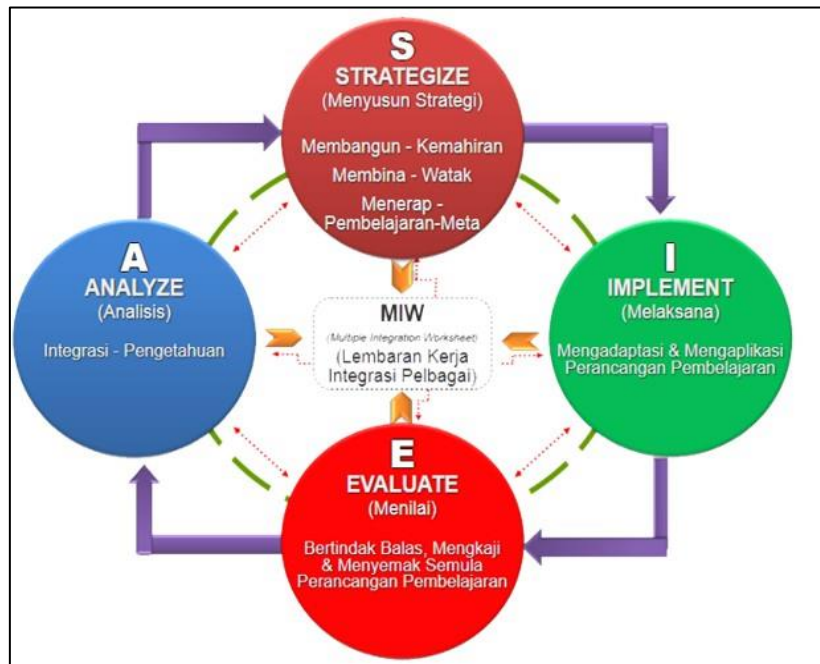 S
STRATEGIZE
(Menyusun Strategi)
Membangun - Kemahiran
Membina - Watak
Menerap -
Pembelajaran-Meta
A
ANALYZE
(Analisis)
Integrasi - Pengetahuan
MIW
(Multiple Integration Worksheet)
(Lembaran Kerja
Integrasi Pelbagai)
I
IMPLEMENT
(Melaksana)
Mengadaptasi & Mengaplikasi
Perancangan Pembelajaran
E
EVALUATE
(Menilai)
Bertindak Balas, Mengkaji
& Menyemak Semula
Perancangan Pembelajaran